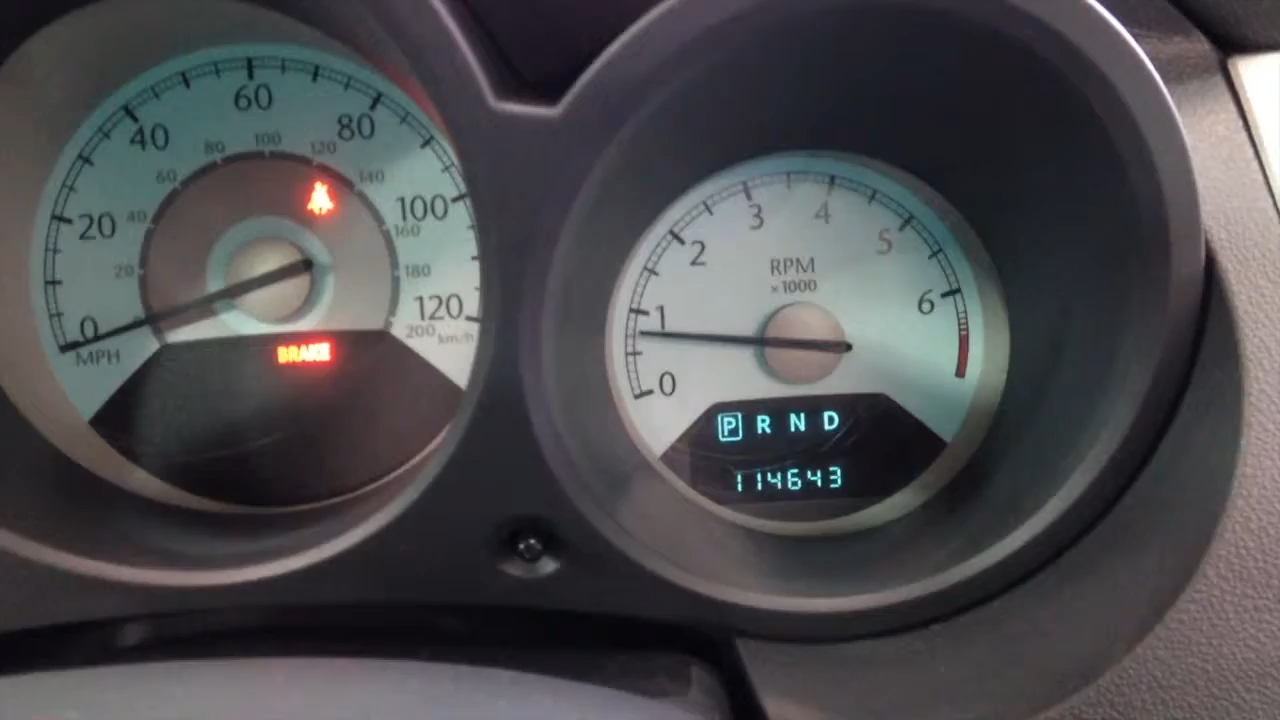 0 20 40 60 80 100 120
MPH
20 40 60 80 100 120 140 160 180 200 km/h
BRAKE
0 1 2 3 4 5 6
RPM
×1000
P R N D
114643